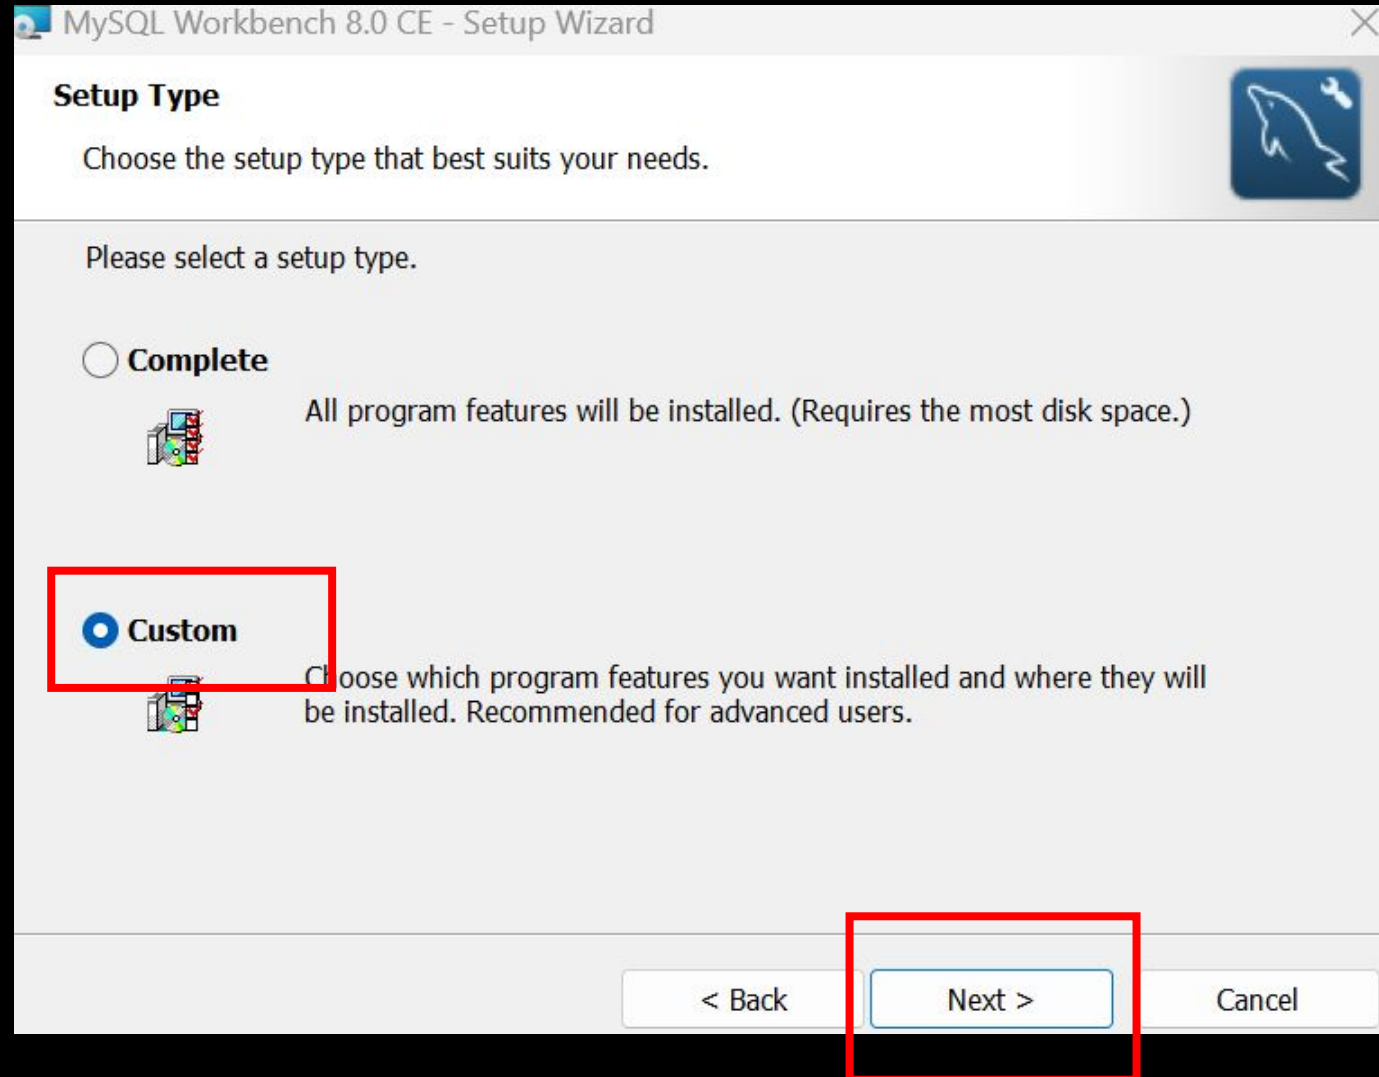 MySQL Workbench 8.0 CE - Setup Wizard
Setup Type
Choose the setup type that best suits your needs.
Please select a setup type.
Complete
All program features will be installed. (Requires the most disk space.)
Custom
Choose which program features you want installed and where they will
be installed. Recommended for advanced users.
< Back
Next >
Cancel